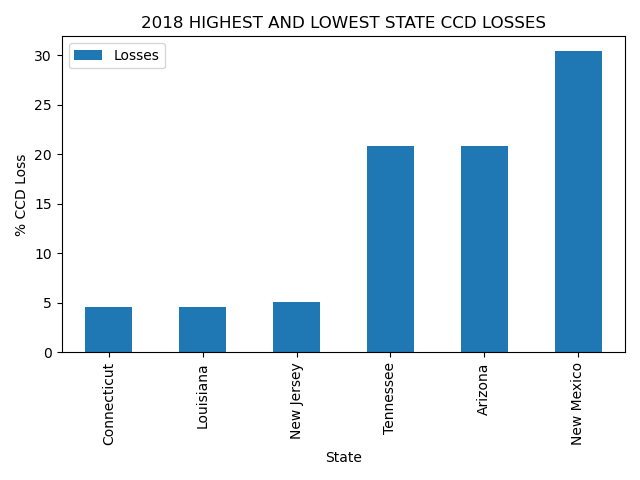 2018 HIGHEST AND LOWEST STATE CCD LOSSES
Losses
% CCD Loss
30
25
20
15
10
5
0
Connecticut
Louisiana
New Jersey
Tennessee
Arizona
New Mexico
State